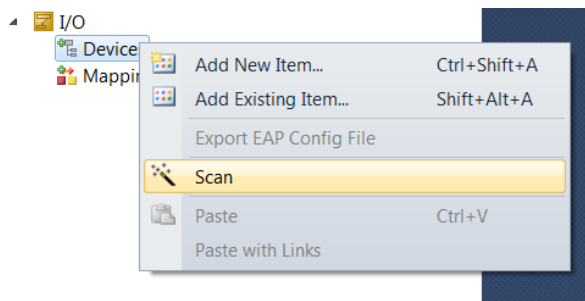 I/O
Device
Mappi
Add New Item... Ctrl+Shift+A
Add Existing Item... Shift+Alt+A
Export EAP Config File
Scan
Paste Ctrl+V
Paste with Links